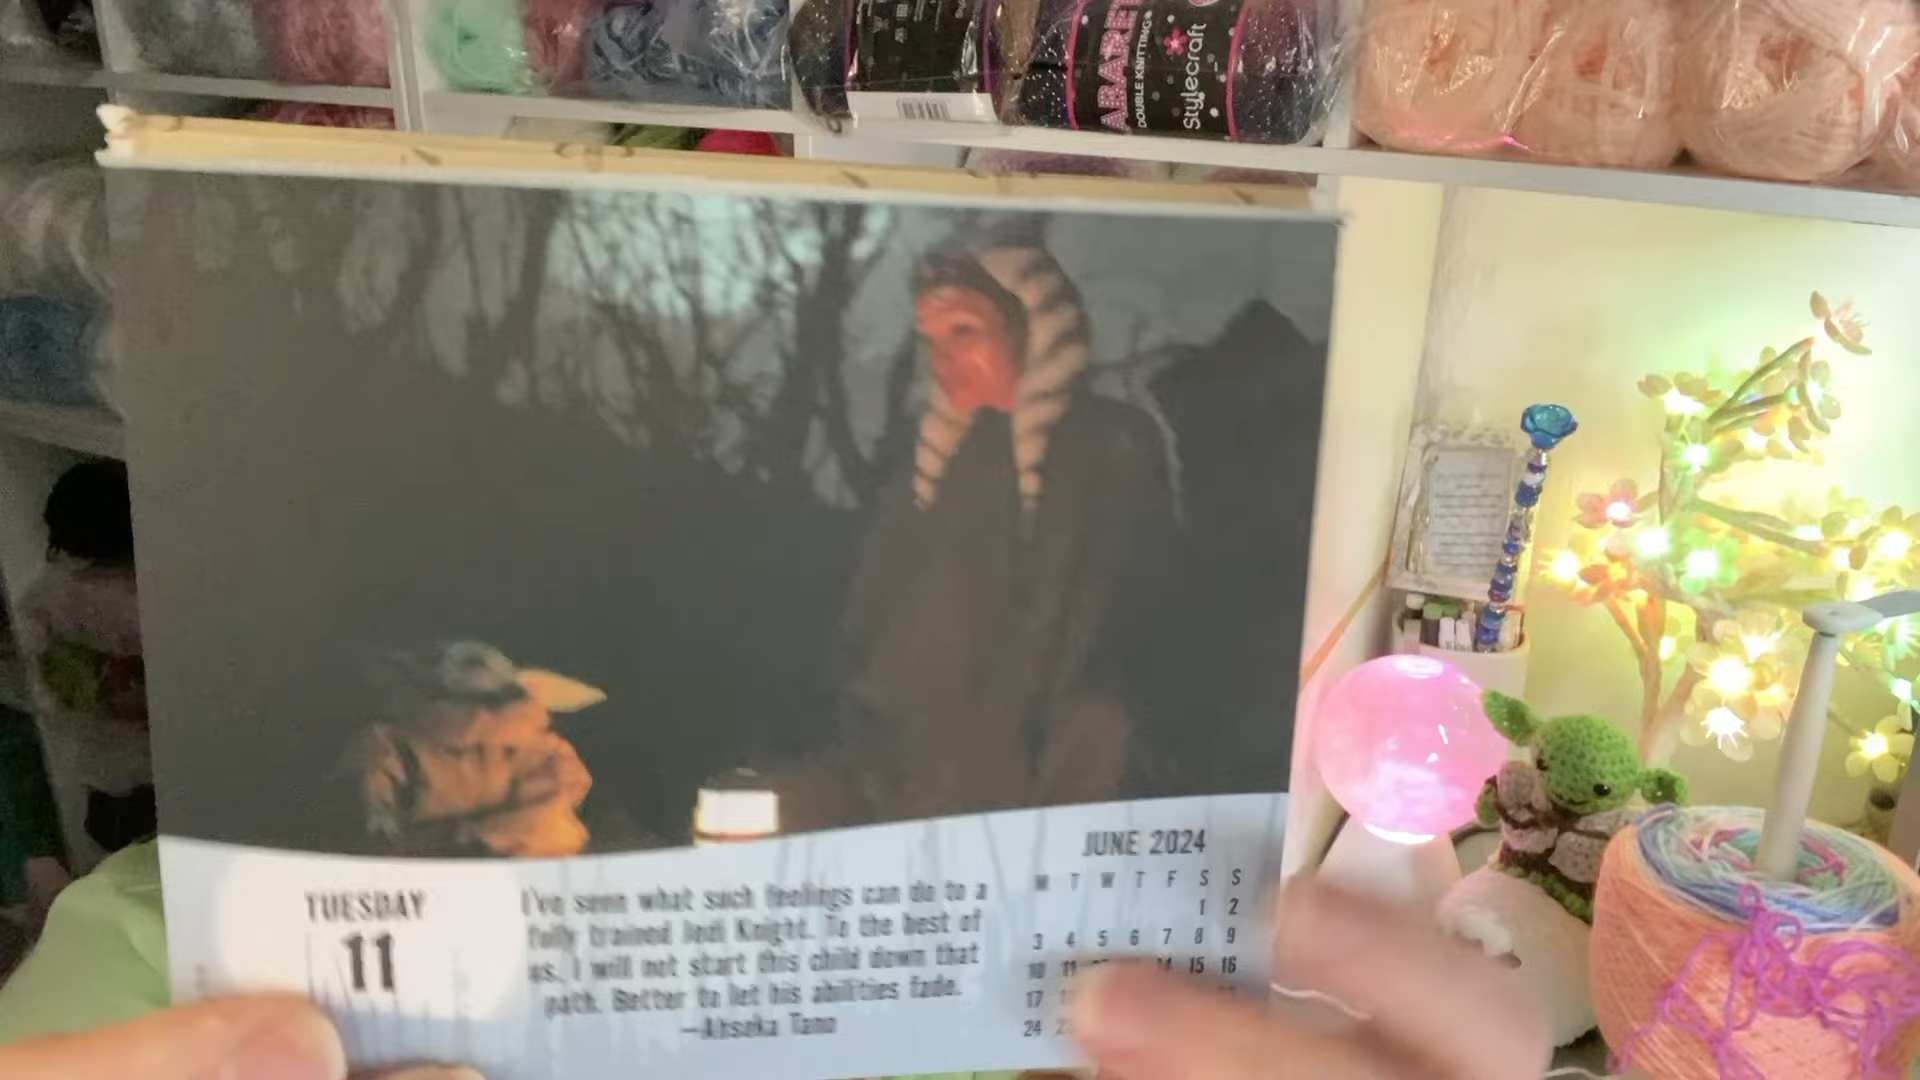 DOUBLE KNITTING
Stylecraft
TUESDAY
11
I've seen what such feelings can do to a
fully trained Jedi Knight. To the best of
us. I will not start this child down that
path. Better to let his abilities fade.
—Ahsoka Tano
JUNE 2024
M T W T F S S
1 2
3 4 5 6 7 8 9
10 11 14 15 16
17
24